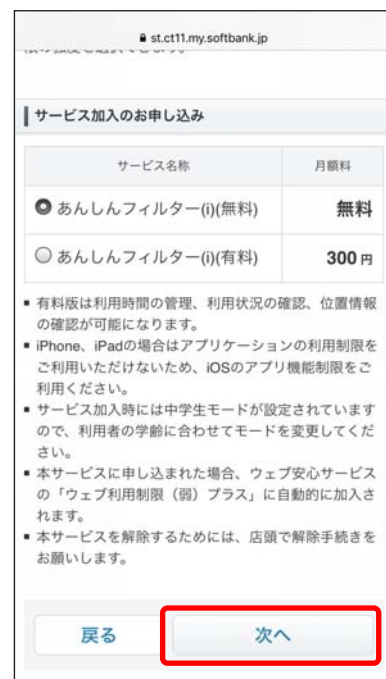 st.ct11.my.softbank.jp
サービス加入のお申し込み
サービス名称 月額料
あんしんフィルター(i)(無料) 無料
あんしんフィルター(i)(有料) 300 円
■ 有料版は利用時間の管理、利用状況の確認、位置情報
の確認が可能になります。
■ iPhone、iPadの場合はアプリケーションの利用制限を
ご利用いただけないため、iOSのアプリ機能制限をご
利用ください。
■ サービス加入時には中学生モードが設定されています
ので、利用者の学齢に合わせてモードを変更してくだ
さい。
■ 本サービスに申し込まれた場合、ウェブ安心サービス
の「ウェブ利用制限（弱）プラス」に自動的に加入さ
れます。
■ 本サービスを解除するためには、店頭で解除手続きを
お願いします。
戻る 次へ